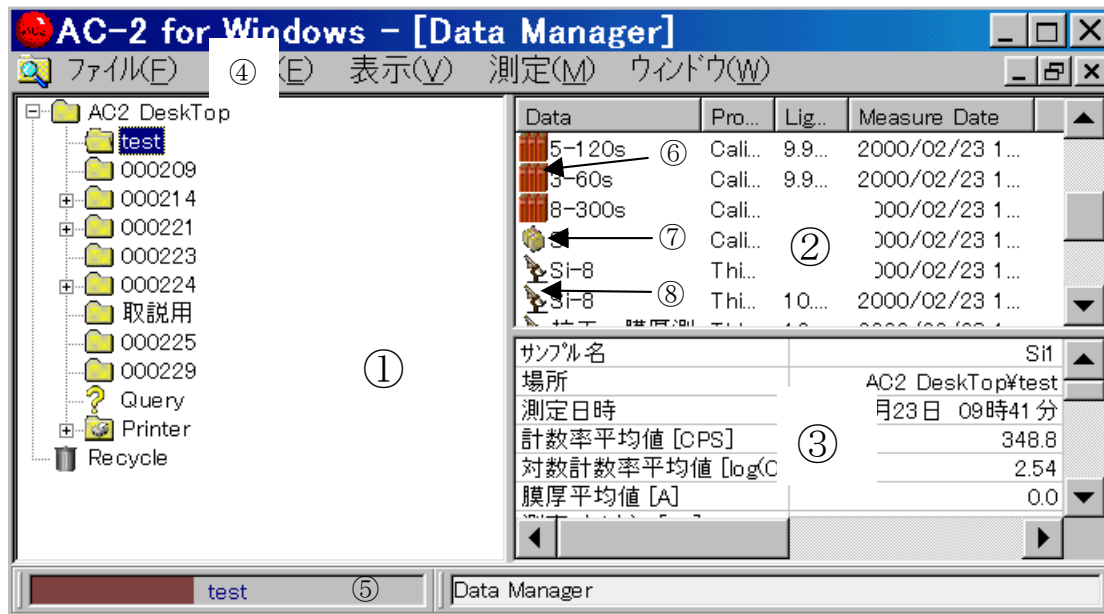 AC-2 for Windows - [Data Manager]
ファイル(F) ④ (E) 表示(V) 測定(M) ウィンドウ(W)
AC2 DeskTop
test
000209
000214
000221
000223
000224
取説用
000225
000229
Query
Printer
Recycle
①
Data Pro... Lig... Measure Date
5-120s Cali... 9.9... 2000/02/23 1...
⑥
3-60s Cali... 9.9... 2000/02/23 1...
8-300s Cali... 000/02/23 1...
⑦ Cali... ② 000/02/23 1...
Si-8 Thi... 000/02/23 1...
⑧
Si-8 Thi... 10.... 2000/02/23 1...
サンプル名 Si1
場所 AC2 DeskTop¥test
測定日時 月23日 09時41分
計数率平均値 [CPS] 348.8
③
対数計数率平均値 [log(C 2.54
膜厚平均値 [A] 0.0
test ⑤
Data Manager